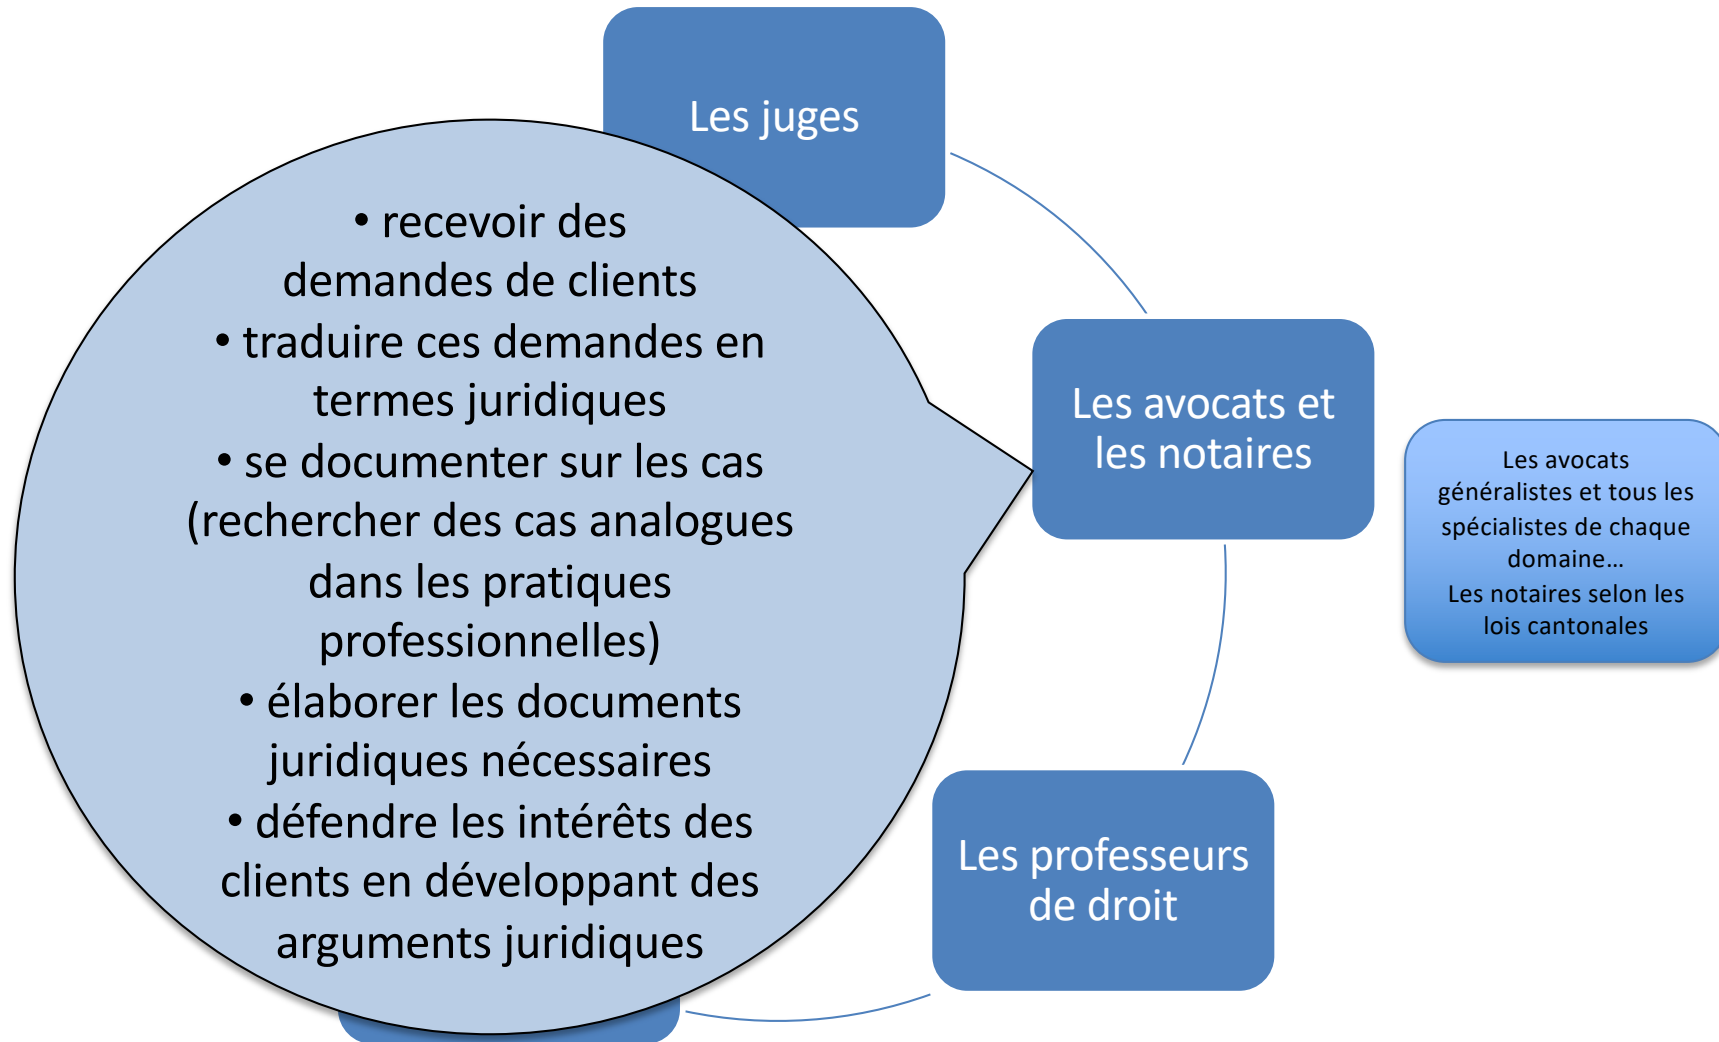 Les juges
• recevoir des
demandes de clients
• traduire ces demandes en
termes juridiques
• se documenter sur les cas
(rechercher des cas analogues
dans les pratiques
professionnelles)
• élaborer les documents
juridiques nécessaires
• défendre les intérêts des
clients en développant des
arguments juridiques
Les avocats et
les notaires
Les avocats
généralistes et tous les
spécialistes de chaque
domaine…
Les notaires selon les
lois cantonales
Les professeurs
de droit